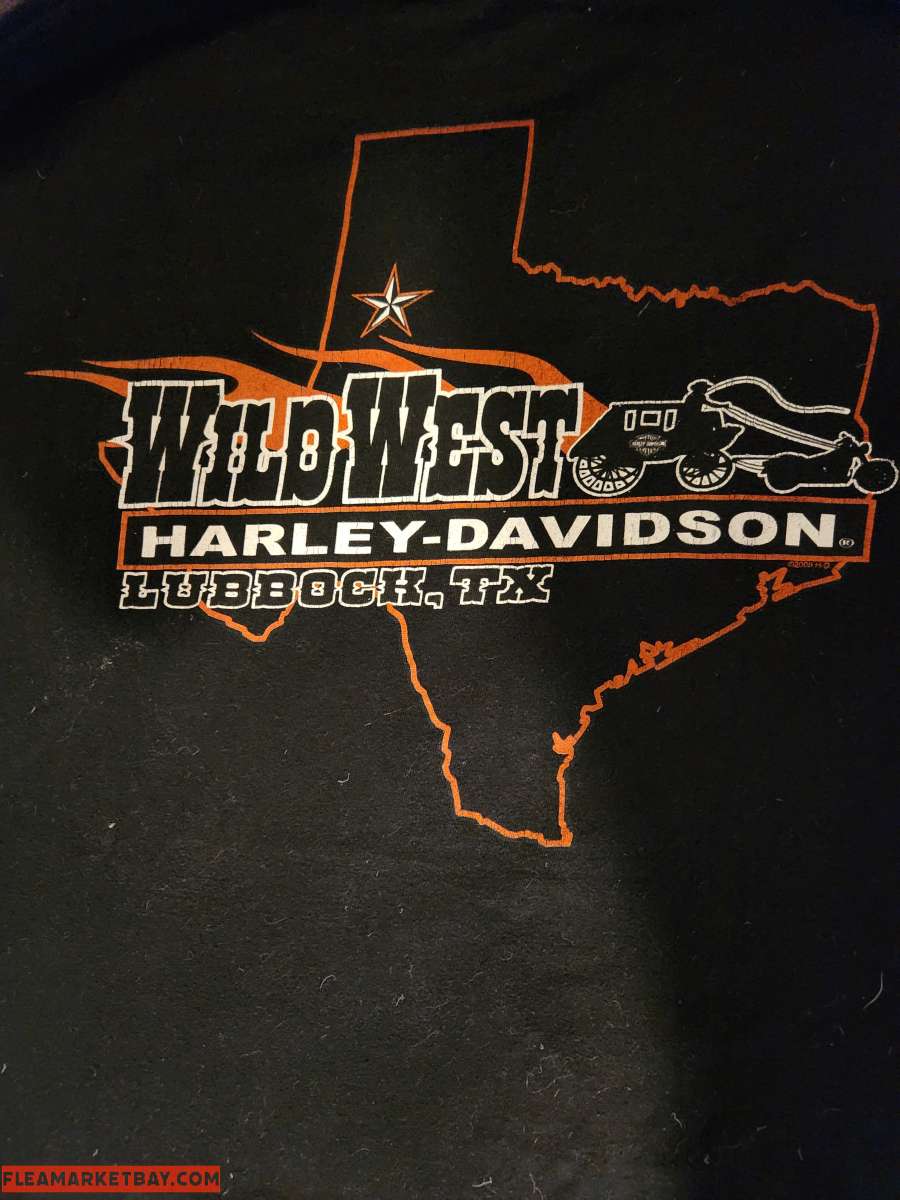 WILD WEST
HARLEY-DAVIDSON®
LUBBOCK, TX
FLEAMARKETBAY.COM